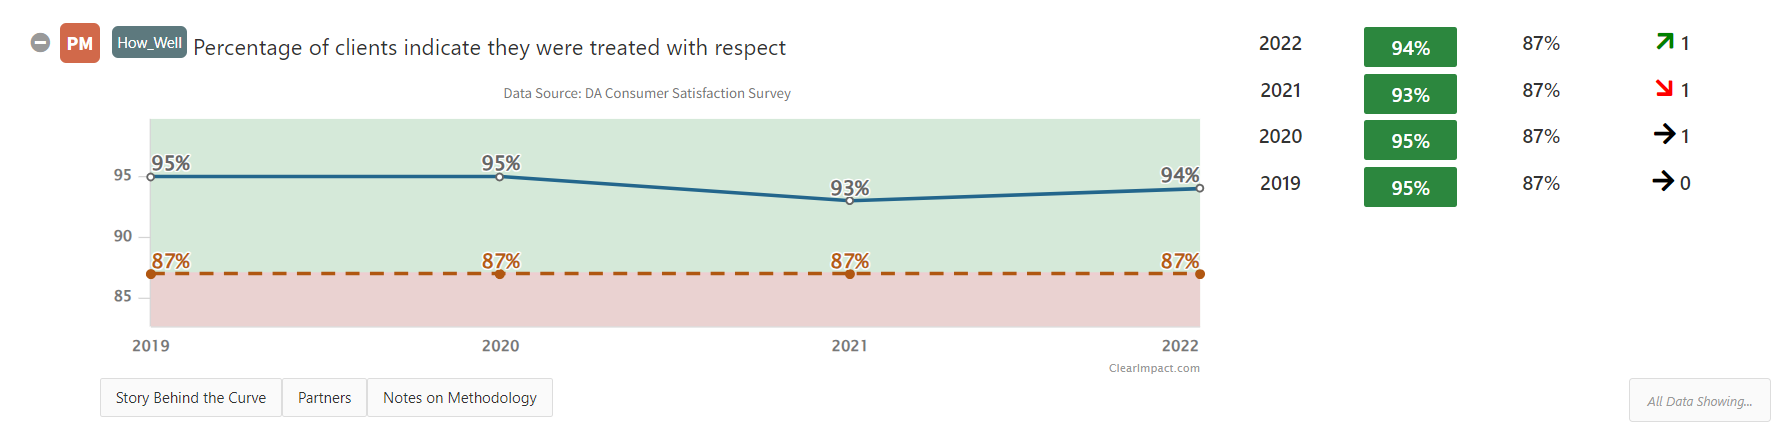 PM How_Well Percentage of clients indicate they were treated with respect
Data Source: DA Consumer Satisfaction Survey
95% 95% 93% 94%
95
90
87% 87% 87% 87%
85
2019 2020 2021 2022
ClearImpact.com
Story Behind the Curve Partners Notes on Methodology
2022 94% 87% 1
2021 93% 87% 1
2020 95% 87% 1
2019 95% 87% 0
All Data Showing...